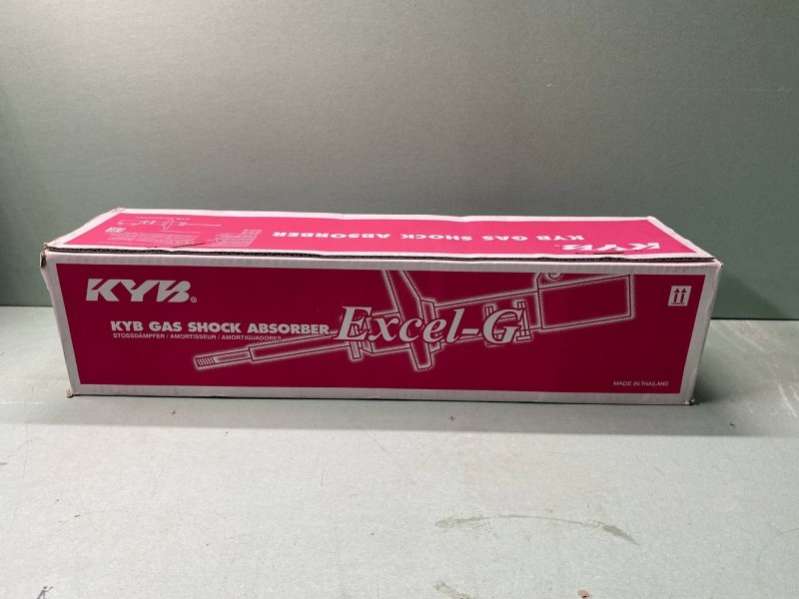 KYB GAS SHOCK ABSORBER
KYB
KYB®
KYB GAS SHOCK ABSORBER
STOSSDÄMPFER / AMORTISSEUR / AMORTIGUADORES
Excel-G
MADE IN THAILAND